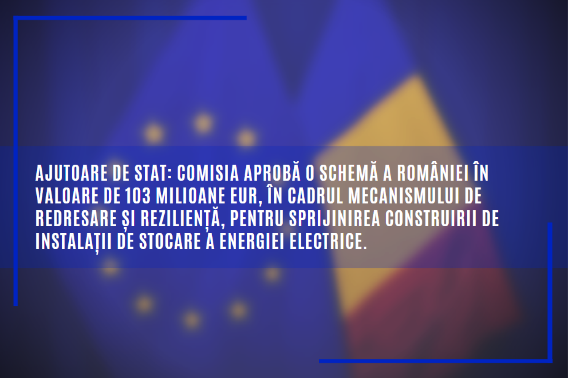 AJUTOARE DE STAT: COMISIA APROBĂ O SCHEMĂ A ROMÂNIEI ÎN
VALOARE DE 103 MILIOANE EUR, ÎN CADRUL MECANISMULUI DE
REDRESARE ȘI REZILIENȚĂ, PENTRU SPRIJINIREA CONSTRUIRII DE
INSTALAȚII DE STOCARE A ENERGIEI ELECTRICE.